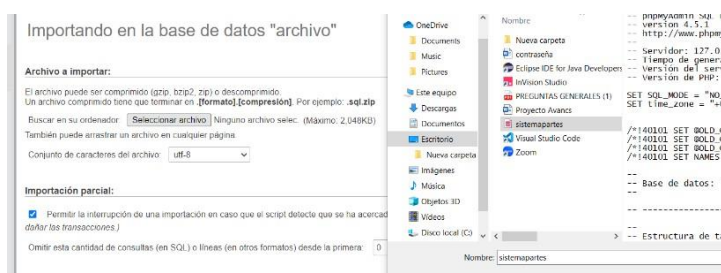 Importando en la base de datos "archivo"
Archivo a importar:
El archivo puede ser comprimido (gzip, bzip2, zip) o descomprimido.
Un archivo comprimido tiene que terminar en .[formato].[compresión]. Por ejemplo: .sql.zip
Buscar en su ordenador: Seleccionar archivo Ninguno archivo selec. (Máximo: 2,048KB)
También puede arrastrar un archivo en cualquier página.
Conjunto de caracteres del archivo: utf-8
Importación parcial:
Permitir la interrupción de una importación en caso que el script detecte que se ha acercad
dañar las transacciones.)
Omitir esta cantidad de consultas (en SQL) o líneas (en otros formatos) desde la primera: 0
OneDrive
Documents
Music
Pictures
Este equipo
Descargas
Documentos
Escritorio
Nueva carpeta
Imágenes
Música
Objetos 3D
Vídeos
Disco local (C:)
Nombre
Nueva carpeta
contraseña
Eclipse IDE for Java Developers
InVision Studio
PREGUNTAS GENERALES (1)
Proyecto Avancs
sistemapartes
Visual Studio Code
Zoom
Nombre: sistemapartes
-- phpMyAdmin SQL
-- version 4.5.1
-- http://www.phpmy
--
-- Servidor: 127.0
-- Tiempo de genera
-- Versión del serv
-- Versión de PHP:
SET SQL_MODE = "NO_
SET time_zone = "+0
/*!40101 SET @OLD_C
/*!40101 SET @OLD_C
/*!40101 SET @OLD_C
/*!40101 SET NAMES
--
-- Base de datos:
--
-- ---------------
--
-- Estructura de ta